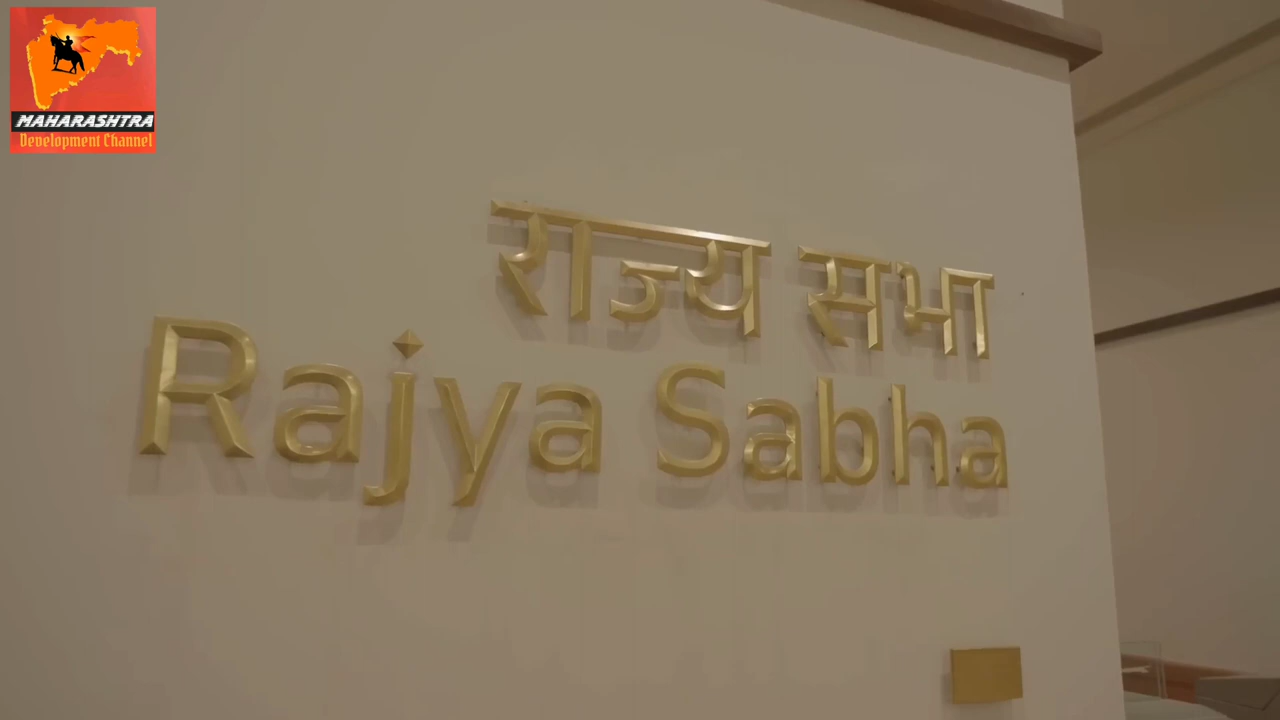 MAHARASHTRA
Development Channel
राज्य सभा
Rajya Sabha